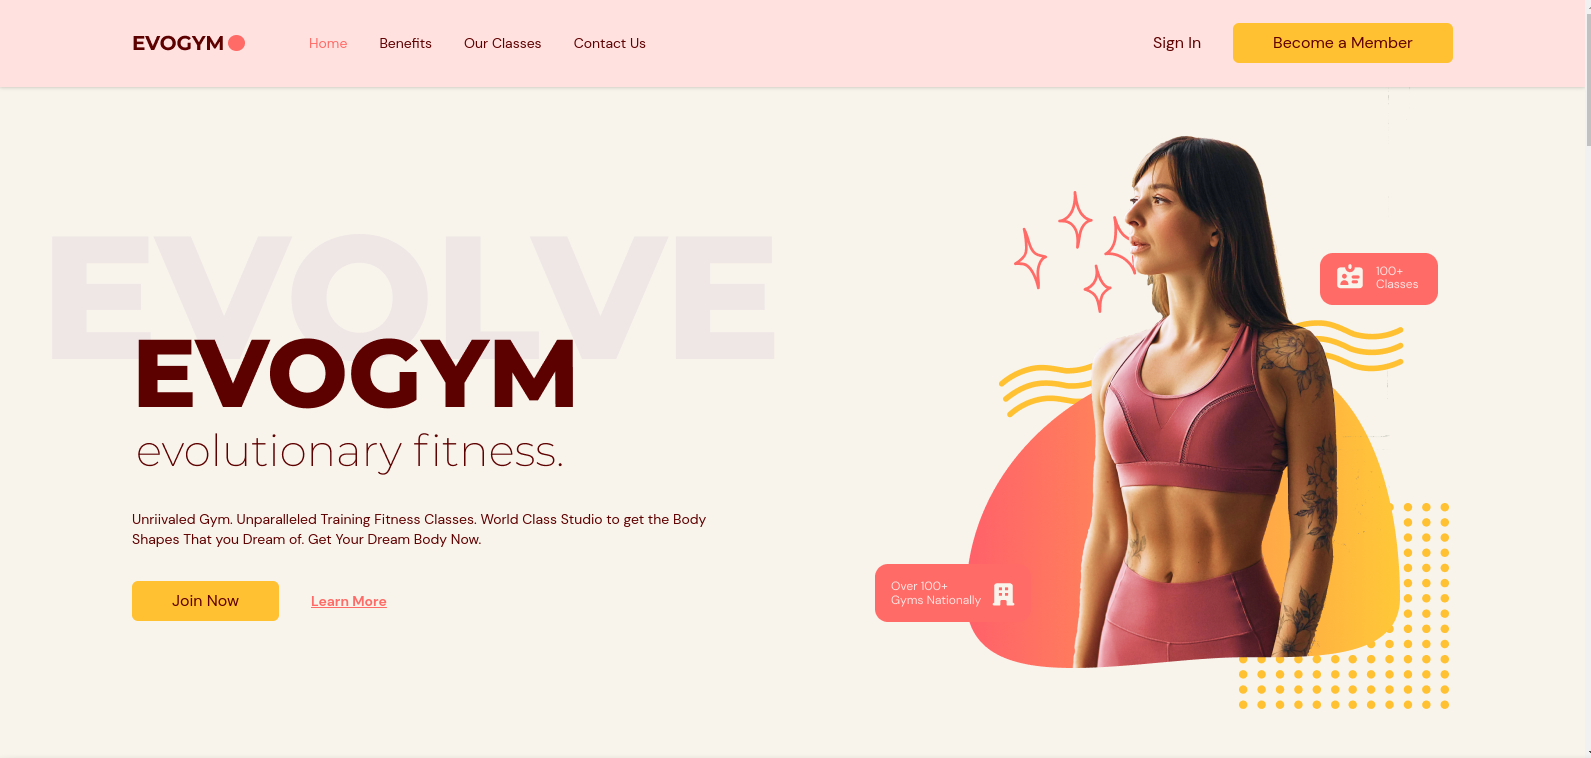 EVOGYM
Home
Benefits
Our Classes
Contact Us
Sign In
Become a Member
EVOLVE
EVOGYM
evolutionary fitness.
Unriivaled Gym. Unparalleled Training Fitness Classes. World Class Studio to get the Body
Shapes That you Dream of. Get Your Dream Body Now.
Join Now
Learn More
100+
Classes
Over 100+
Gyms Nationally